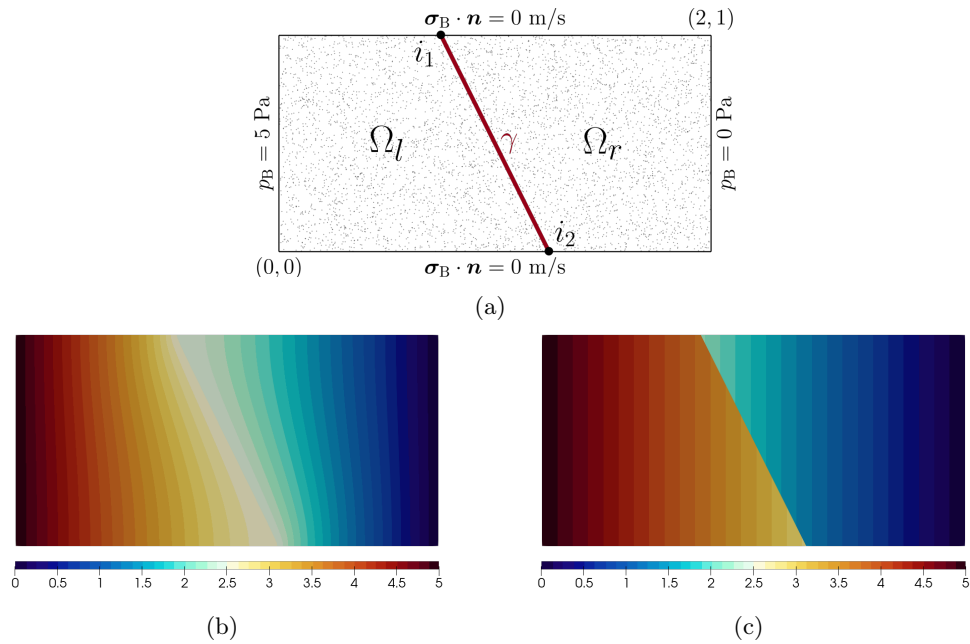 𝝈_B · 𝒏 = 0 m/s (2, 1)
i_1
p_B = 5 Pa
Ω_l γ Ω_r
p_B = 0 Pa
i_2
(0, 0) 𝝈_B · 𝒏 = 0 m/s
(a)
0 0.5 1 1.5 2 2.5 3 3.5 4 4.5 5
0 0.5 1 1.5 2 2.5 3 3.5 4 4.5 5
(b) (c)